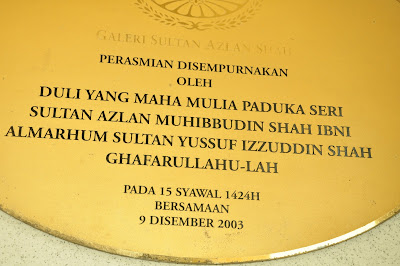 GALERI SULTAN AZLAN SHAH
PERASMIAN DISEMPURNAKAN
OLEH
DULI YANG MAHA MULIA PADUKA SERI
SULTAN AZLAN MUHIBBUDIN SHAH IBNI
ALMARHUM SULTAN YUSSUF IZZUDDIN SHAH
GHAFARULLAHU-LAH
PADA 15 SYAWAL 1424H
BERSAMAAN
9 DISEMBER 2003